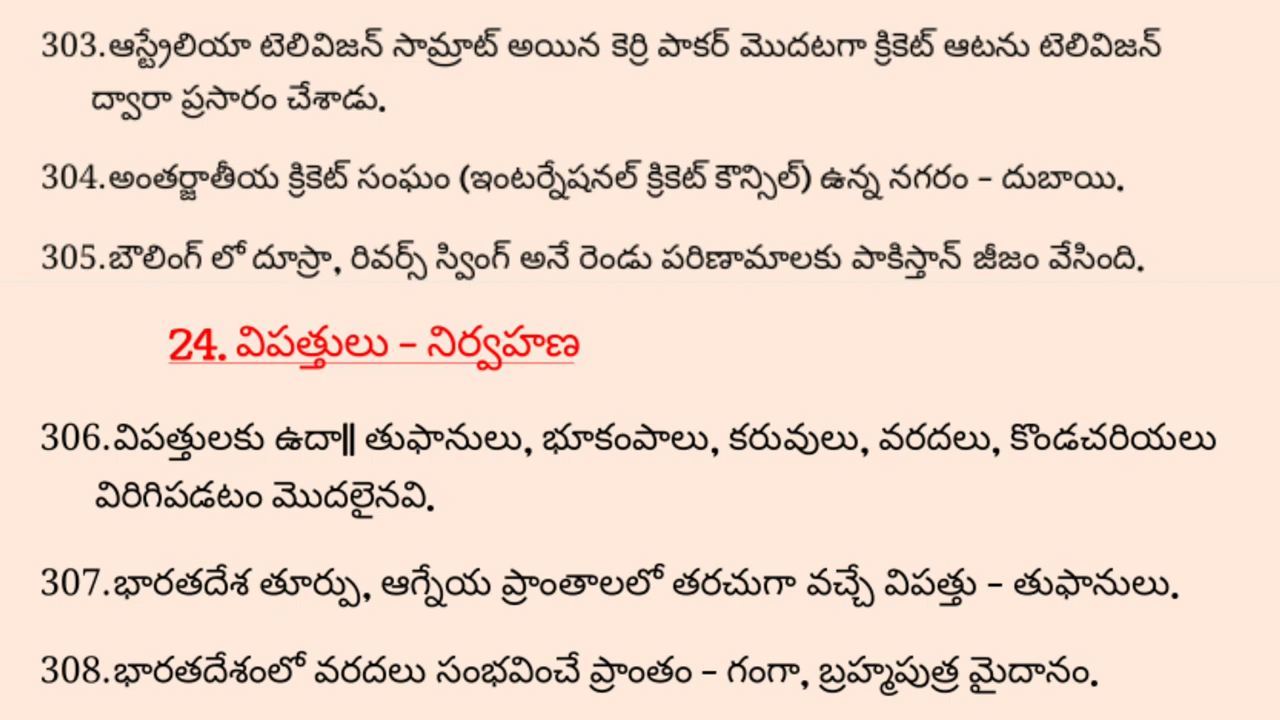 303.ఆస్ట్రేలియా టెలివిజన్ సామ్రాట్ అయిన కెర్రి పాకర్ మొదటగా క్రికెట్ ఆటను టెలివిజన్
ద్వారా ప్రసారం చేశాడు.
304.అంతర్జాతీయ క్రికెట్ సంఘం (ఇంటర్నేషనల్ క్రికెట్ కౌన్సిల్) ఉన్న నగరం – దుబాయి.
305.బౌలింగ్ లో దూస్రా, రివర్స్ స్వింగ్ అనే రెండు పరిణామాలకు పాకిస్తాన్ జీజం వేసింది.
24. విపత్తులు – నిర్వహణ
306.విపత్తులకు ఉదా|| తుఫానులు, భూకంపాలు, కరువులు, వరదలు, కొండచరియలు
విరిగిపడటం మొదలైనవి.
307.భారతదేశ తూర్పు, ఆగ్నేయ ప్రాంతాలలో తరచుగా వచ్చే విపత్తు – తుఫానులు.
308.భారతదేశంలో వరదలు సంభవించే ప్రాంతం – గంగా, బ్రహ్మపుత్ర మైదానం.